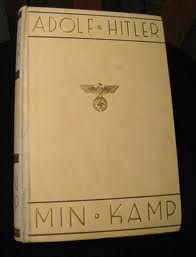 ADOLF • HITLER
MIN • KAMP